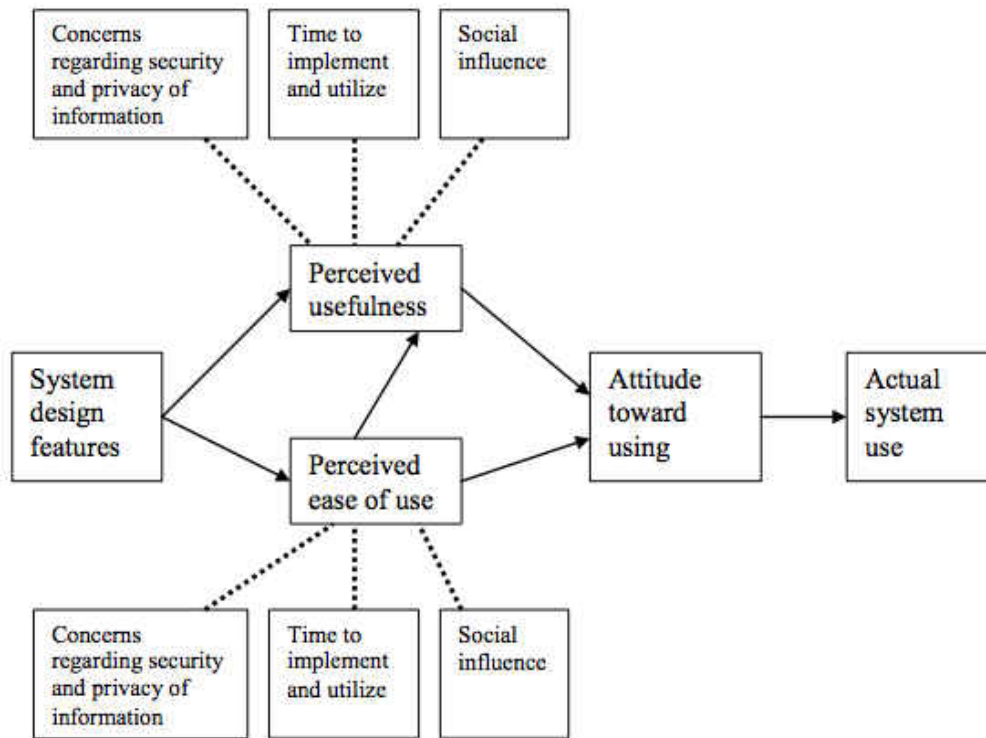 Concerns
regarding security
and privacy of
information
Time to
implement
and utilize
Social
influence
Perceived
usefulness
System
design
features
Attitude
toward
using
Actual
system
use
Perceived
ease of use
Concerns
regarding security
and privacy of
information
Time to
implement
and utilize
Social
influence